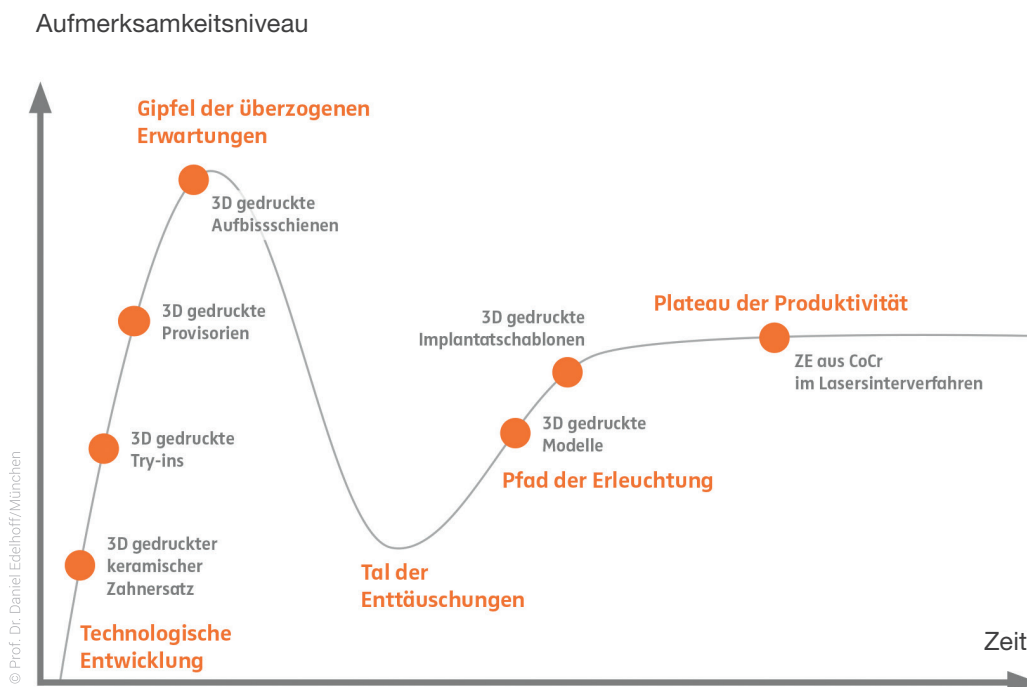 Aufmerksamkeitsniveau
Gipfel der überzogenen
Erwartungen
3D gedruckte
Aufbissschienen
3D gedruckte
Provisorien
3D gedruckte
Try-ins
3D gedruckter
keramischer
Zahnersatz
Technologische
Entwicklung
Tal der
Enttäuschungen
3D gedruckte
Implantatschablonen
3D gedruckte
Modelle
Pfad der Erleuchtung
Plateau der Produktivität
ZE aus CoCr
im Lasersinterverfahren
Zeit
© Prof. Dr. Daniel Edelhoff/München